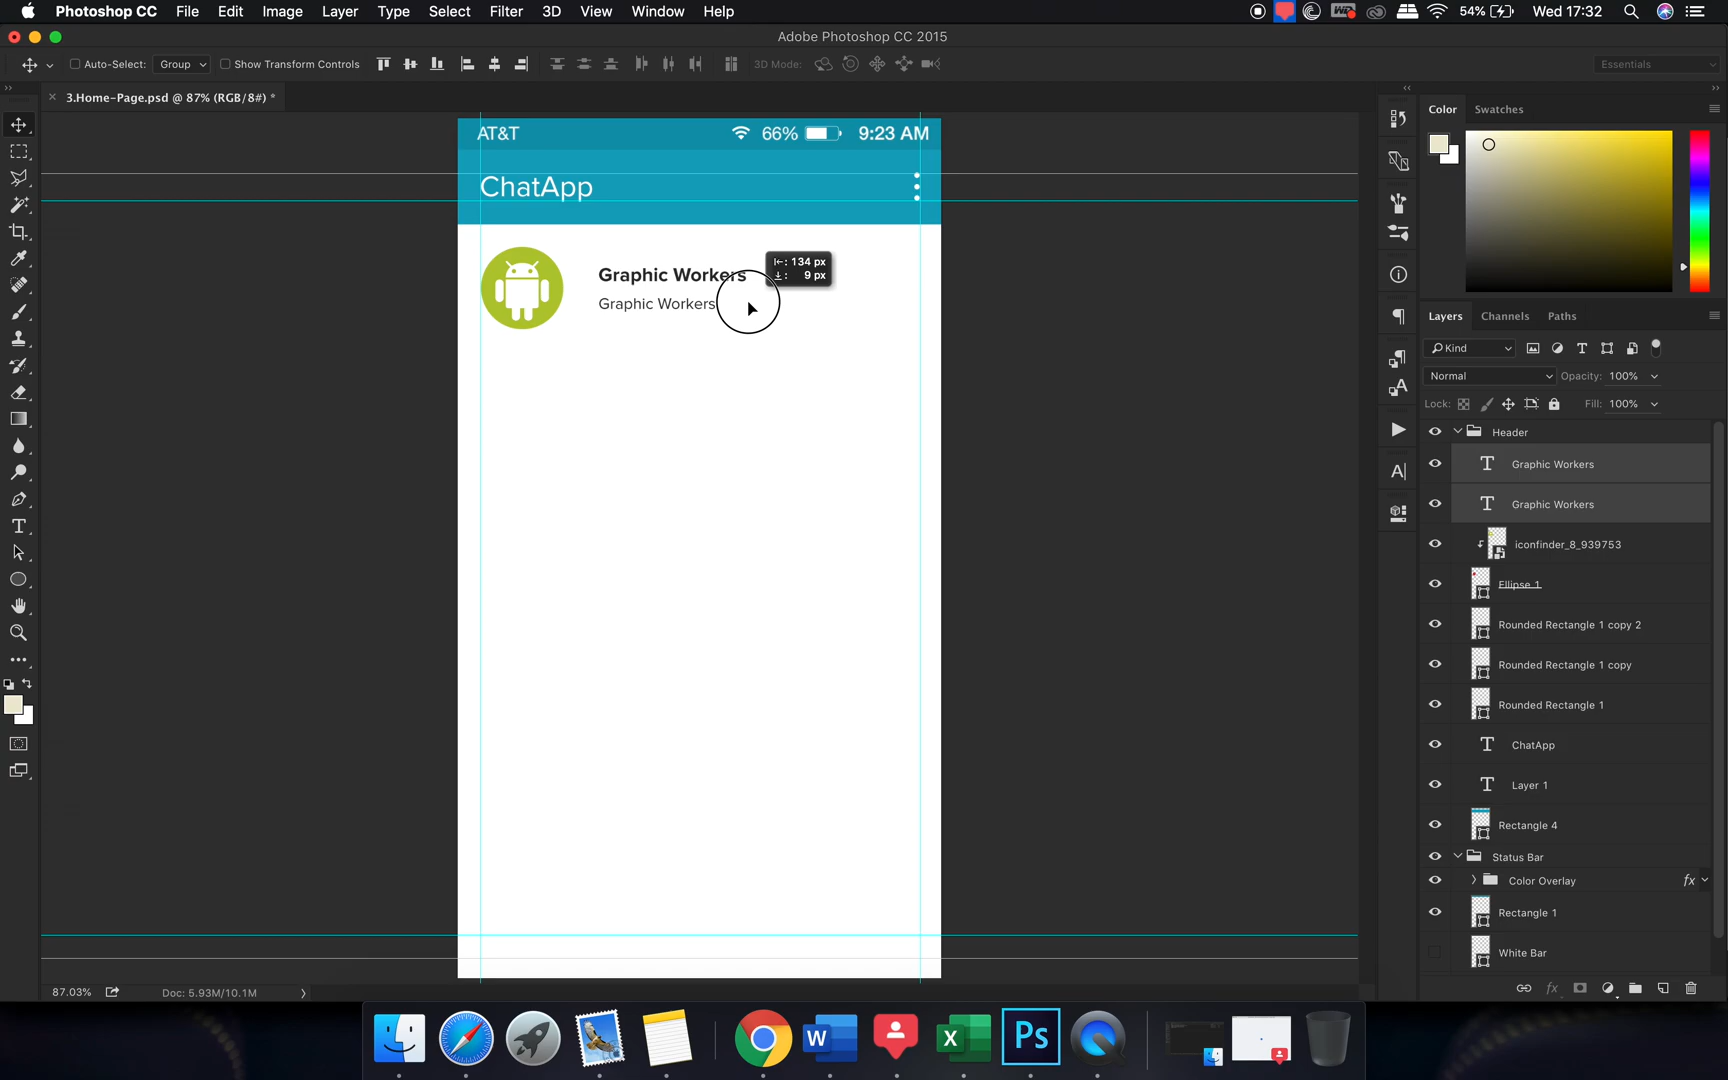 Photoshop CC File Edit Image Layer Type Select Filter 3D View Window Help 54% Wed 17:32
Adobe Photoshop CC 2015
Auto-Select: Group Show Transform Controls 3D Mode: Essentials
3.Home-Page.psd @ 87% (RGB/8#) *
AT&T 66% 9:23 AM
ChatApp
Graphic Workers
Graphic Workers
134 px
9 px
Color Swatches
Layers Channels Paths
Kind
Normal Opacity: 100%
Lock: Fill: 100%
Header
Graphic Workers
Graphic Workers
iconfinder_8_939753
Ellipse 1
Rounded Rectangle 1 copy 2
Rounded Rectangle 1 copy
Rounded Rectangle 1
ChatApp
Layer 1
Rectangle 4
Status Bar
Color Overlay fx
Rectangle 1
White Bar
87.03% Doc: 5.93M/10.1M
W X Ps